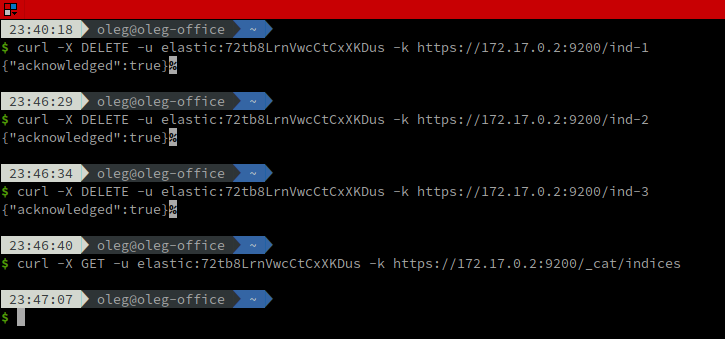 23:40:18 oleg@oleg-office ~
$ curl -X DELETE -u elastic:72tb8LrnVwcCtCxXKDus -k https://172.17.0.2:9200/ind-1
{"acknowledged":true}%
23:46:29 oleg@oleg-office ~
$ curl -X DELETE -u elastic:72tb8LrnVwcCtCxXKDus -k https://172.17.0.2:9200/ind-2
{"acknowledged":true}%
23:46:34 oleg@oleg-office ~
$ curl -X DELETE -u elastic:72tb8LrnVwcCtCxXKDus -k https://172.17.0.2:9200/ind-3
{"acknowledged":true}%
23:46:40 oleg@oleg-office ~
$ curl -X GET -u elastic:72tb8LrnVwcCtCxXKDus -k https://172.17.0.2:9200/_cat/indices
23:47:07 oleg@oleg-office ~
$